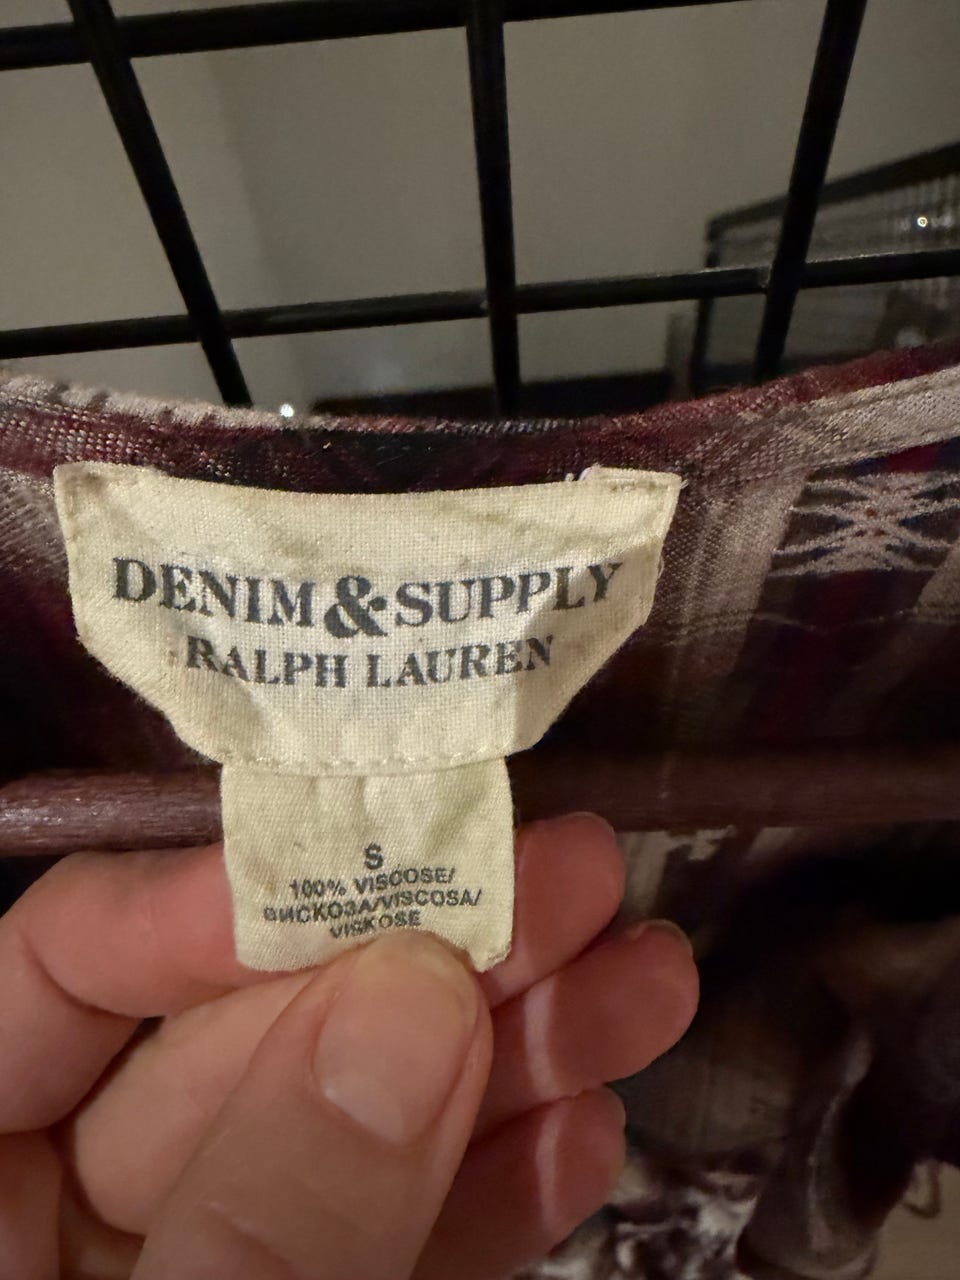 DENIM & SUPPLY
RALPH LAUREN
S
100% VISCOSE/
ВИСКОЗА/VISCOSA/
VISKOSE